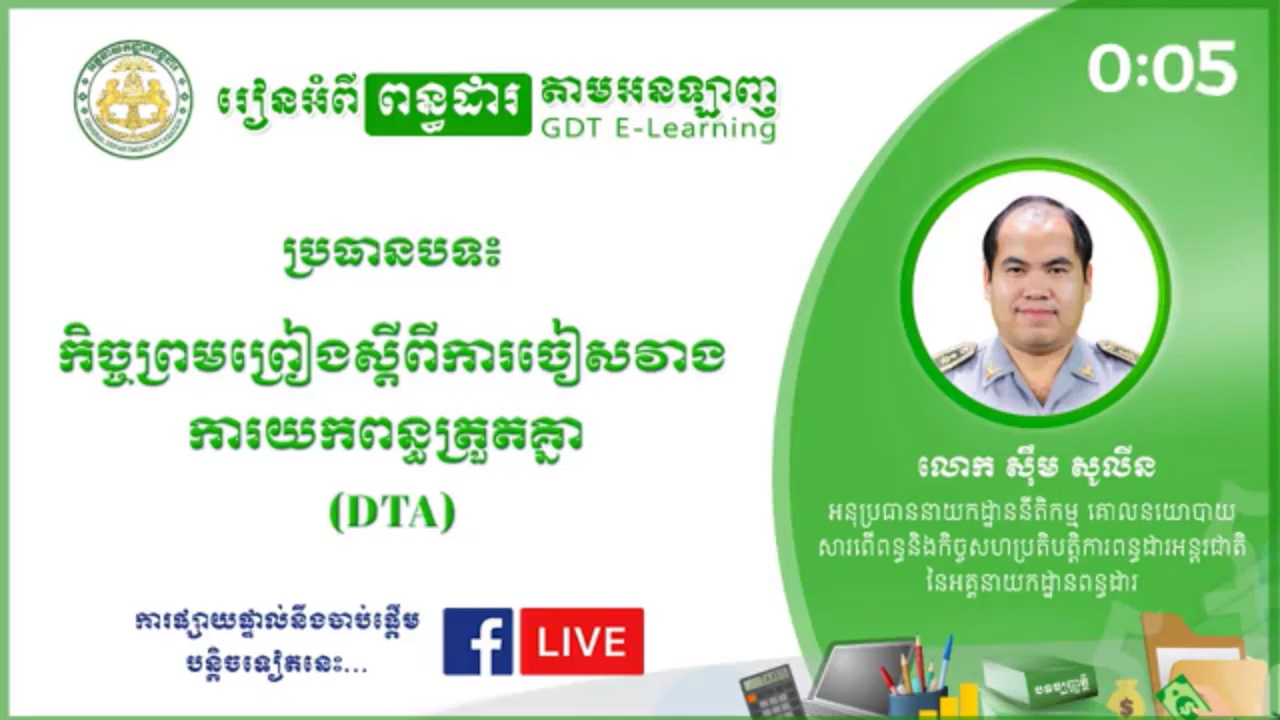 រៀនអំពី ពន្ធដារ តាមអនឡាញ
GDT E-Learning
0:05
ប្រធានបទ៖
កិច្ចព្រមព្រៀងស្តីពីការចៀសវាង
ការយកពន្ធត្រួតគ្នា
(DTA)
ការផ្សាយផ្ទាល់នឹងចាប់ផ្តើម
បន្តិចទៀតនេះ...
f LIVE
លោក ស៊ឹម សូលីន
អនុប្រធាននាយកដ្ឋាននីតិកម្ម គោលនយោបាយ
សារពើពន្ធនិងកិច្ចសហប្រតិបត្តិការពន្ធដារអន្តរជាតិ
នៃអគ្គនាយកដ្ឋានពន្ធដារ